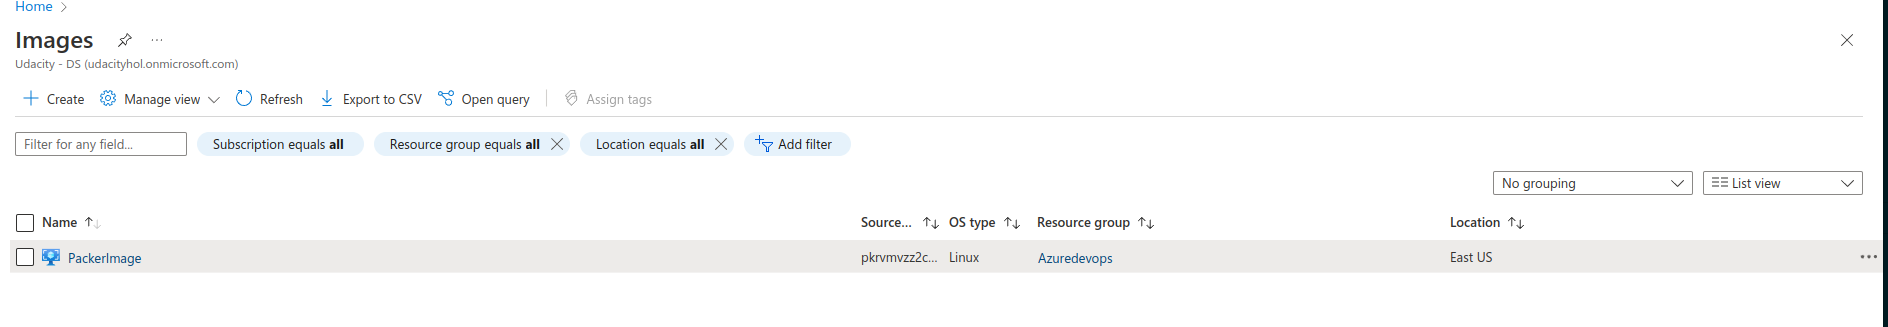 Home
Images
Udacity - DS (udacityhol.onmicrosoft.com)
Create Manage view Refresh Export to CSV Open query Assign tags
Filter for any field... Subscription equals all Resource group equals all Location equals all Add filter
No grouping List view
Name Source... OS type Resource group Location
PackerImage pkrvmvzz2c... Linux Azuredevops East US